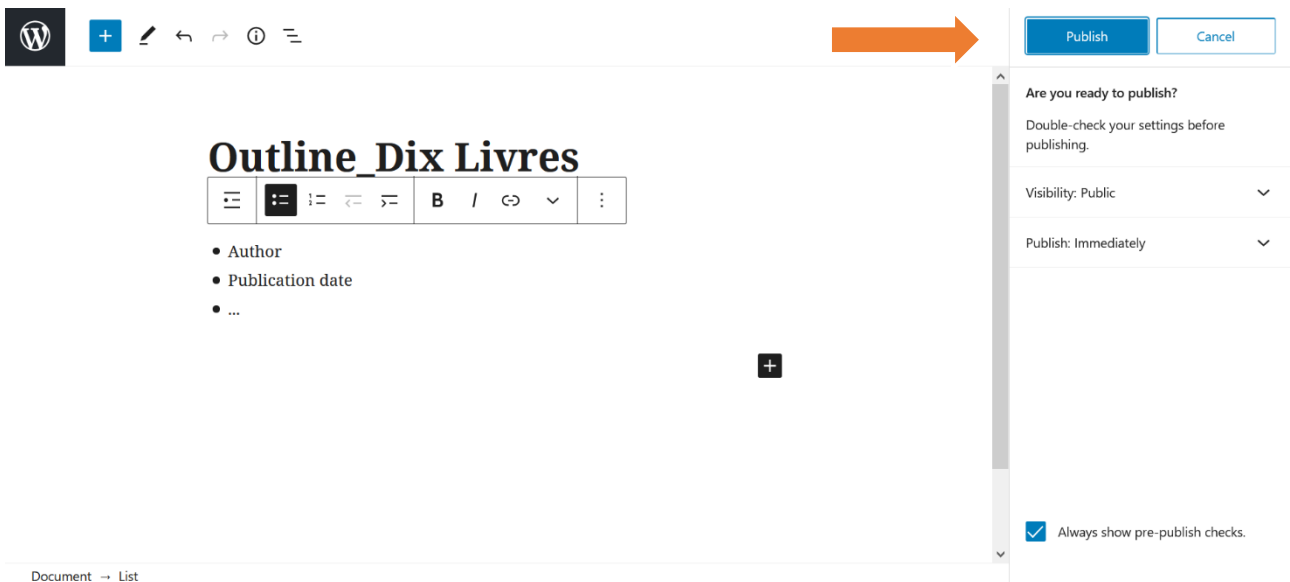 Publish
Cancel
Are you ready to publish?
Double-check your settings before
publishing.
Visibility: Public
Publish: Immediately
Outline_Dix Livres
B I
• Author
• Publication date
• ...
Always show pre-publish checks.
Document → List